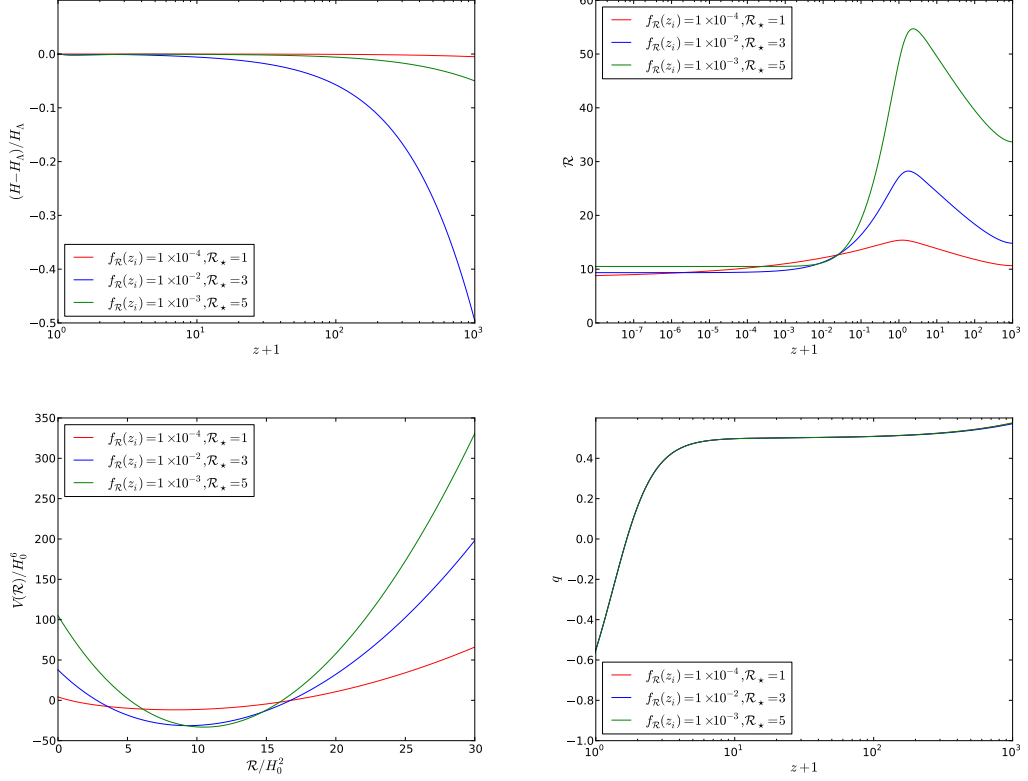 0.0
−0.1
−0.2
−0.3
−0.4
−0.5
(H−H_Λ)/H_Λ
f_ℛ(z_i)=1×10^{-4}, ℛ_⋆=1
f_ℛ(z_i)=1×10^{-2}, ℛ_⋆=3
f_ℛ(z_i)=1×10^{-3}, ℛ_⋆=5
10^0 10^1 10^2 10^3
z+1
60
50
40
30
20
10
0
ℛ
f_ℛ(z_i)=1×10^{-4}, ℛ_⋆=1
f_ℛ(z_i)=1×10^{-2}, ℛ_⋆=3
f_ℛ(z_i)=1×10^{-3}, ℛ_⋆=5
10^{-7} 10^{-6} 10^{-5} 10^{-4} 10^{-3} 10^{-2} 10^{-1} 10^0 10^1 10^2 10^3
z+1
350
300
250
200
150
100
50
0
−50
V(ℛ)/H_0^6
f_ℛ(z_i)=1×10^{-4}, ℛ_⋆=1
f_ℛ(z_i)=1×10^{-2}, ℛ_⋆=3
f_ℛ(z_i)=1×10^{-3}, ℛ_⋆=5
0 5 10 15 20 25 30
ℛ/H_0^2
0.4
0.2
0.0
−0.2
−0.4
−0.6
−0.8
−1.0
q
f_ℛ(z_i)=1×10^{-4}, ℛ_⋆=1
f_ℛ(z_i)=1×10^{-2}, ℛ_⋆=3
f_ℛ(z_i)=1×10^{-3}, ℛ_⋆=5
10^0 10^1 10^2 10^3
z+1